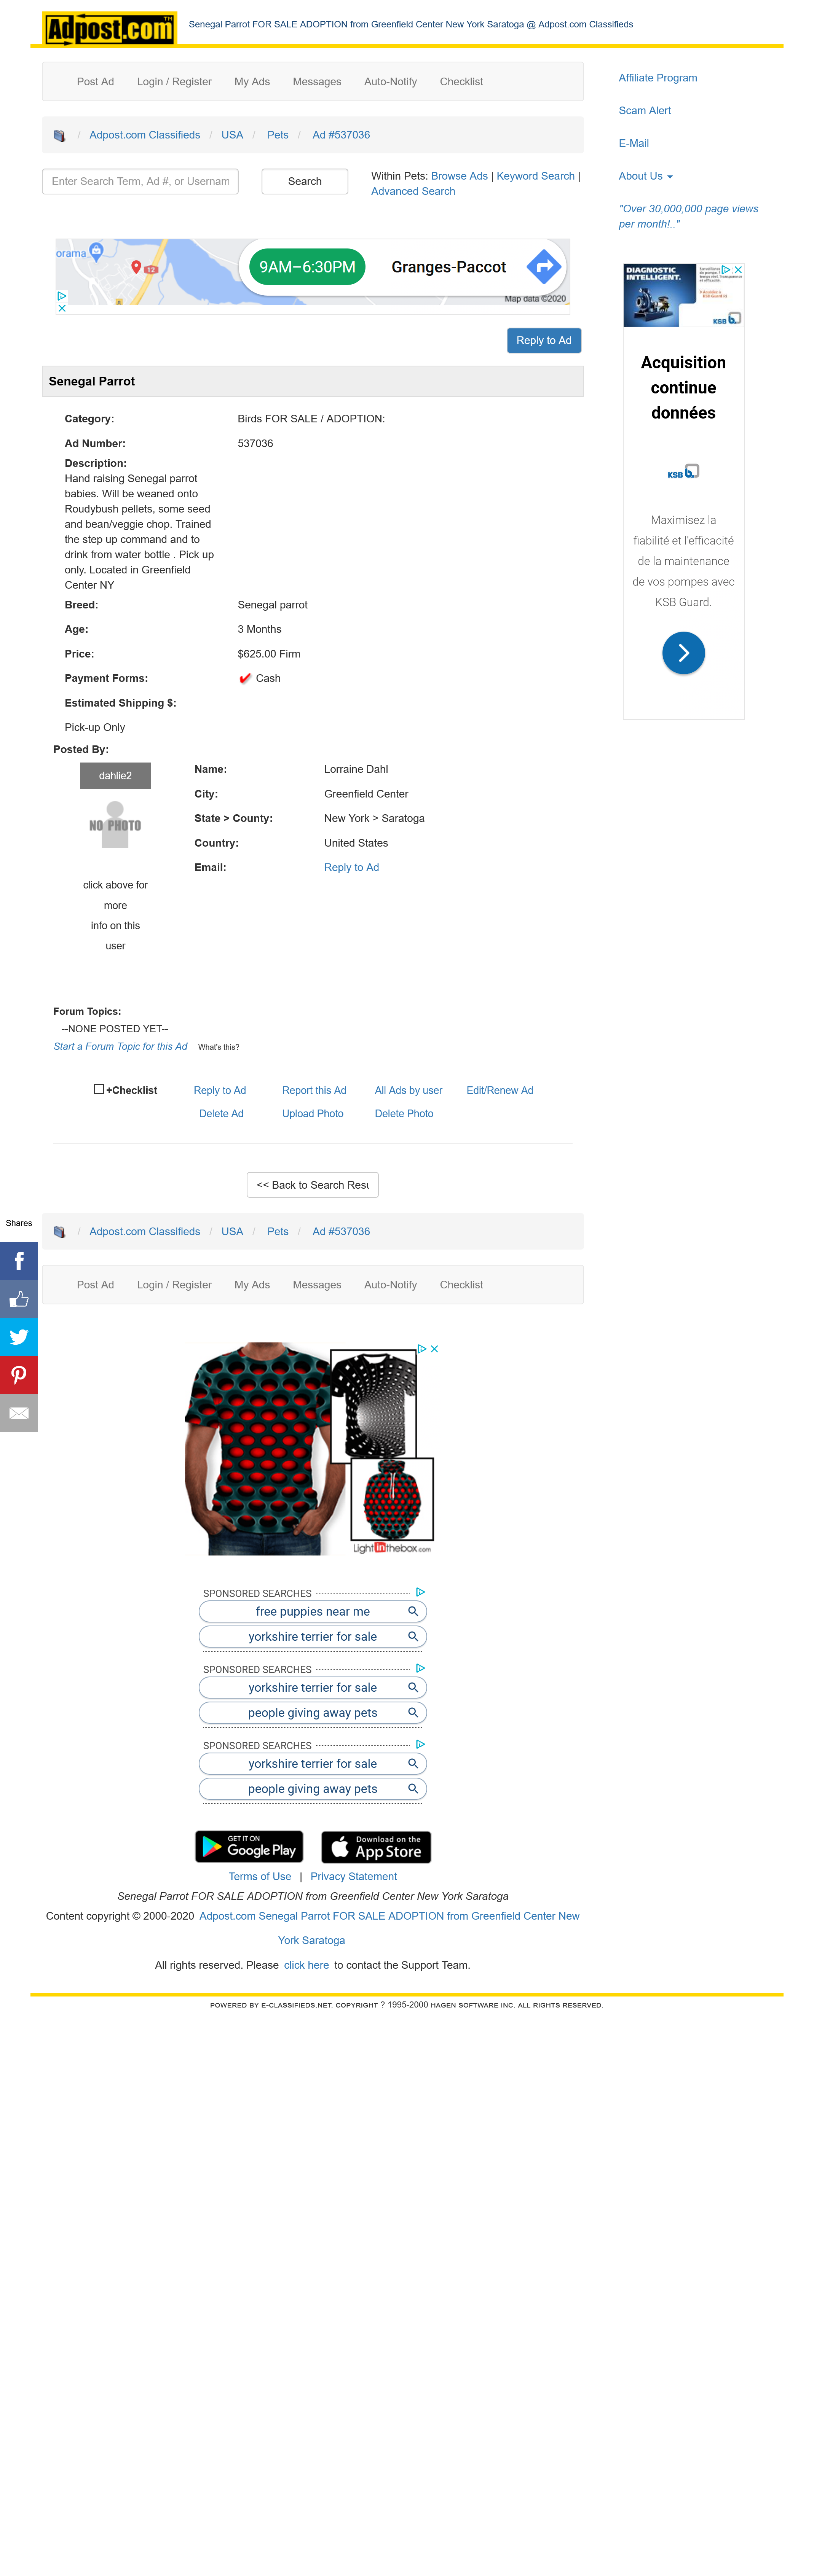 Adpost.com™
Senegal Parrot FOR SALE ADOPTION from Greenfield Center New York Saratoga @ Adpost.com Classifieds
Post Ad Login / Register My Ads Messages Auto-Notify Checklist
/ Adpost.com Classifieds / USA / Pets / Ad #537036
Enter Search Term, Ad #, or Usernam
Search
Within Pets: Browse Ads | Keyword Search |
Advanced Search
Affiliate Program
Scam Alert
E-Mail
About Us
"Over 30,000,000 page views
per month!.."
orama
12
9AM–6:30PM
Granges-Paccot
Map data ©2020
DIAGNOSTIC
INTELLIGENT.
KSB
Acquisition
continue
données
KSB
Maximisez la
fiabilité et l'efficacité
de la maintenance
de vos pompes avec
KSB Guard.
Reply to Ad
Senegal Parrot
Category: Birds FOR SALE / ADOPTION:
Ad Number: 537036
Description:
Hand raising Senegal parrot
babies. Will be weaned onto
Roudybush pellets, some seed
and bean/veggie chop. Trained
the step up command and to
drink from water bottle . Pick up
only. Located in Greenfield
Center NY
Breed: Senegal parrot
Age: 3 Months
Price: $625.00 Firm
Payment Forms: Cash
Estimated Shipping $:
Pick-up Only
Posted By:
dahlie2
NO PHOTO
click above for
more
info on this
user
Name: Lorraine Dahl
City: Greenfield Center
State > County: New York > Saratoga
Country: United States
Email: Reply to Ad
Forum Topics:
--NONE POSTED YET--
Start a Forum Topic for this Ad What's this?
+Checklist Reply to Ad Report this Ad All Ads by user Edit/Renew Ad
Delete Ad Upload Photo Delete Photo
<< Back to Search Resu
Shares
/ Adpost.com Classifieds / USA / Pets / Ad #537036
Post Ad Login / Register My Ads Messages Auto-Notify Checklist
Lightinthebox.com
SPONSORED SEARCHES
free puppies near me
yorkshire terrier for sale
SPONSORED SEARCHES
yorkshire terrier for sale
people giving away pets
SPONSORED SEARCHES
yorkshire terrier for sale
people giving away pets
GET IT ON
Google Play
Download on the
App Store
Terms of Use | Privacy Statement
Senegal Parrot FOR SALE ADOPTION from Greenfield Center New York Saratoga
Content copyright © 2000-2020 Adpost.com Senegal Parrot FOR SALE ADOPTION from Greenfield Center New
York Saratoga
All rights reserved. Please click here to contact the Support Team.
POWERED BY E-CLASSIFIEDS.NET. COPYRIGHT ? 1995-2000 HAGEN SOFTWARE INC. ALL RIGHTS RESERVED.